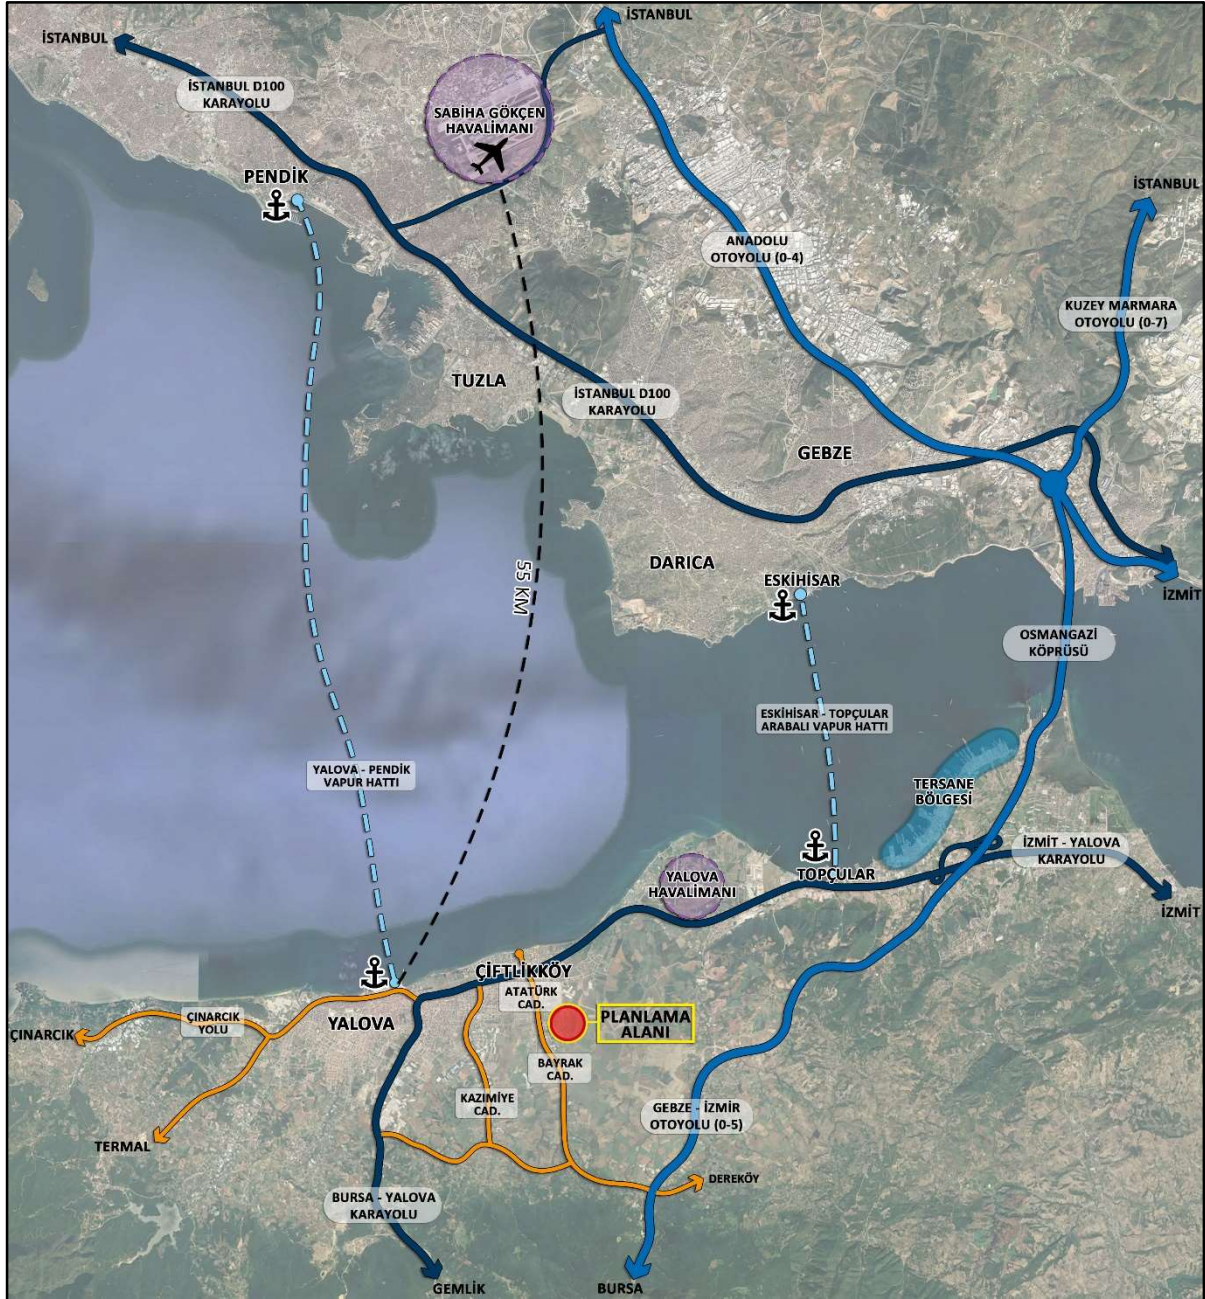 İSTANBUL
İSTANBUL
İSTANBUL D100
KARAYOLU
SABİHA GÖKÇEN
HAVALİMANI
PENDİK
İSTANBUL
ANADOLU
OTOYOLU (0-4)
KUZEY MARMARA
OTOYOLU (0-7)
TUZLA
İSTANBUL D100
KARAYOLU
GEBZE
DARICA
55 KM
ESKİHİSAR
İZMİT
OSMANGAZİ
KÖPRÜSÜ
ESKİHİSAR - TOPÇULAR
ARABALI VAPUR HATTI
YALOVA - PENDİK
VAPUR HATTI
TERSANE
BÖLGESİ
İZMİT - YALOVA
KARAYOLU
YALOVA
HAVALİMANI
TOPÇULAR
İZMİT
ÇİFTLİKKÖY
ATATÜRK
CAD.
PLANLAMA
ALANI
ÇINARCIK
ÇINARCIK
YOLU
YALOVA
BAYRAK
CAD.
KAZIMİYE
CAD.
GEBZE - İZMİR
OTOYOLU (0-5)
TERMAL
DEREKÖY
BURSA - YALOVA
KARAYOLU
GEMLİK
BURSA